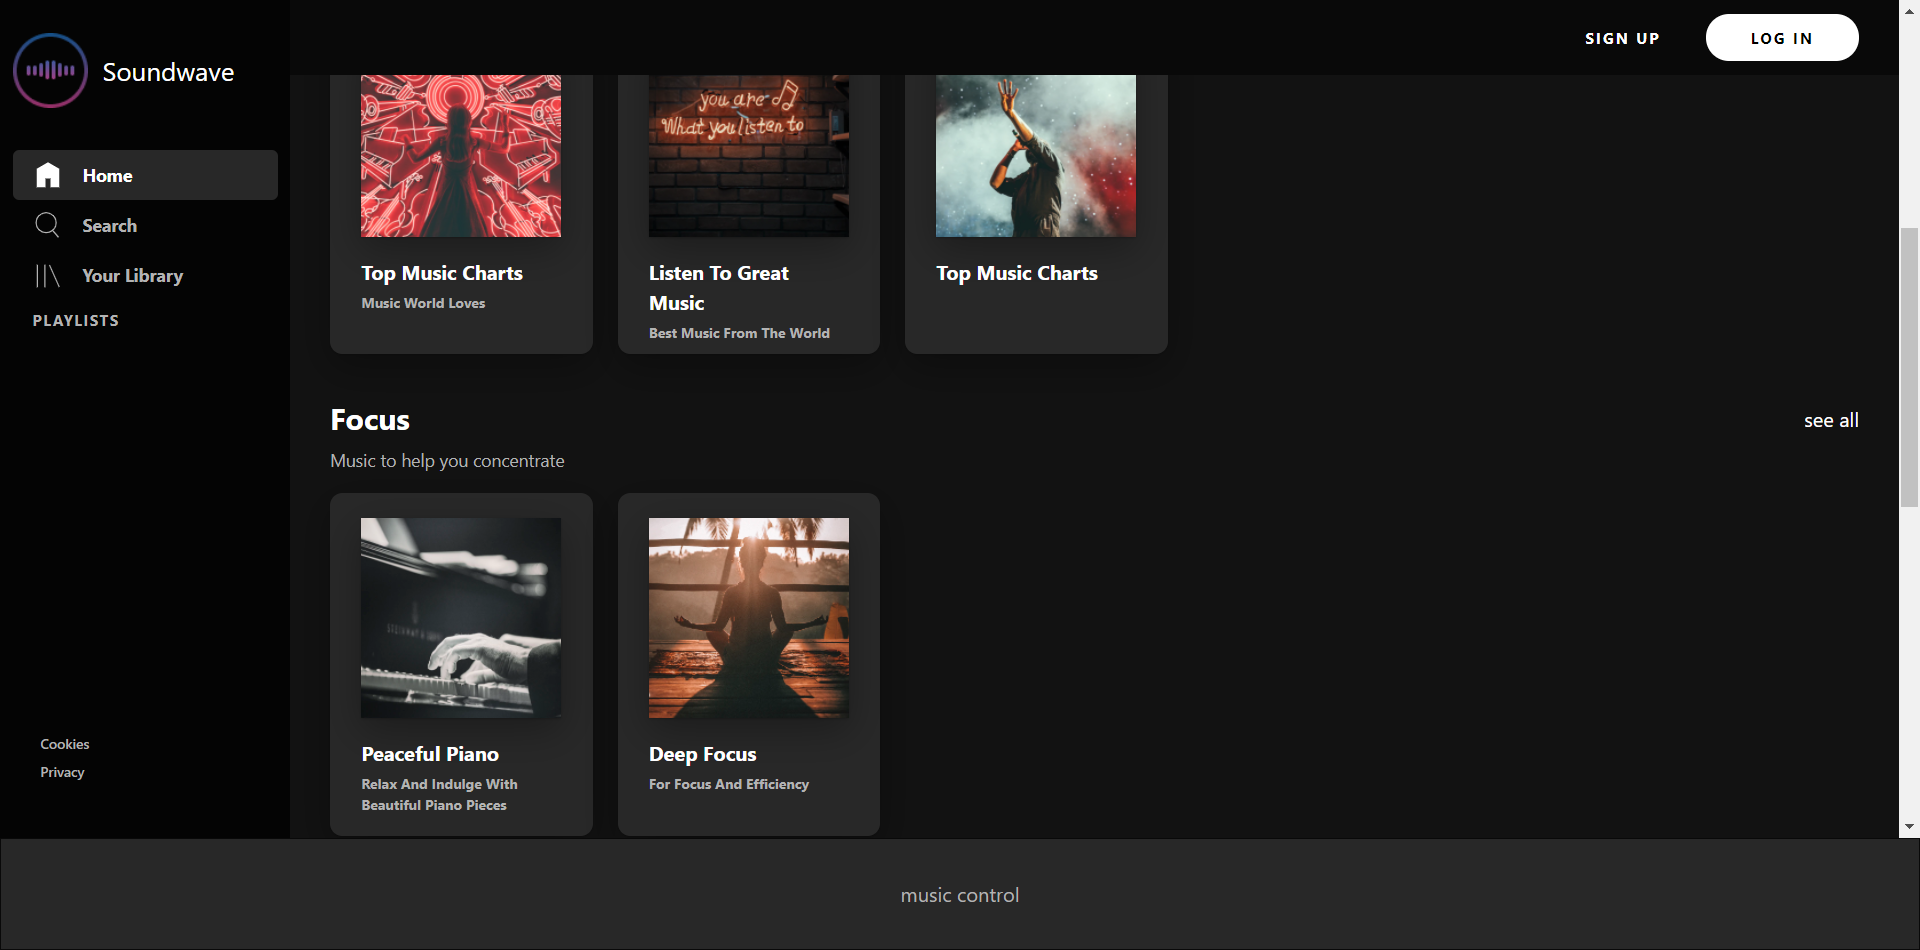 Soundwave
Home
Search
Your Library
PLAYLISTS
Cookies
Privacy
SIGN UP
LOG IN
you are
What you listen to
Top Music Charts
Music World Loves
Listen To Great
Music
Best Music From The World
Top Music Charts
Focus
see all
Music to help you concentrate
Peaceful Piano
Relax And Indulge With
Beautiful Piano Pieces
Deep Focus
For Focus And Efficiency
music control